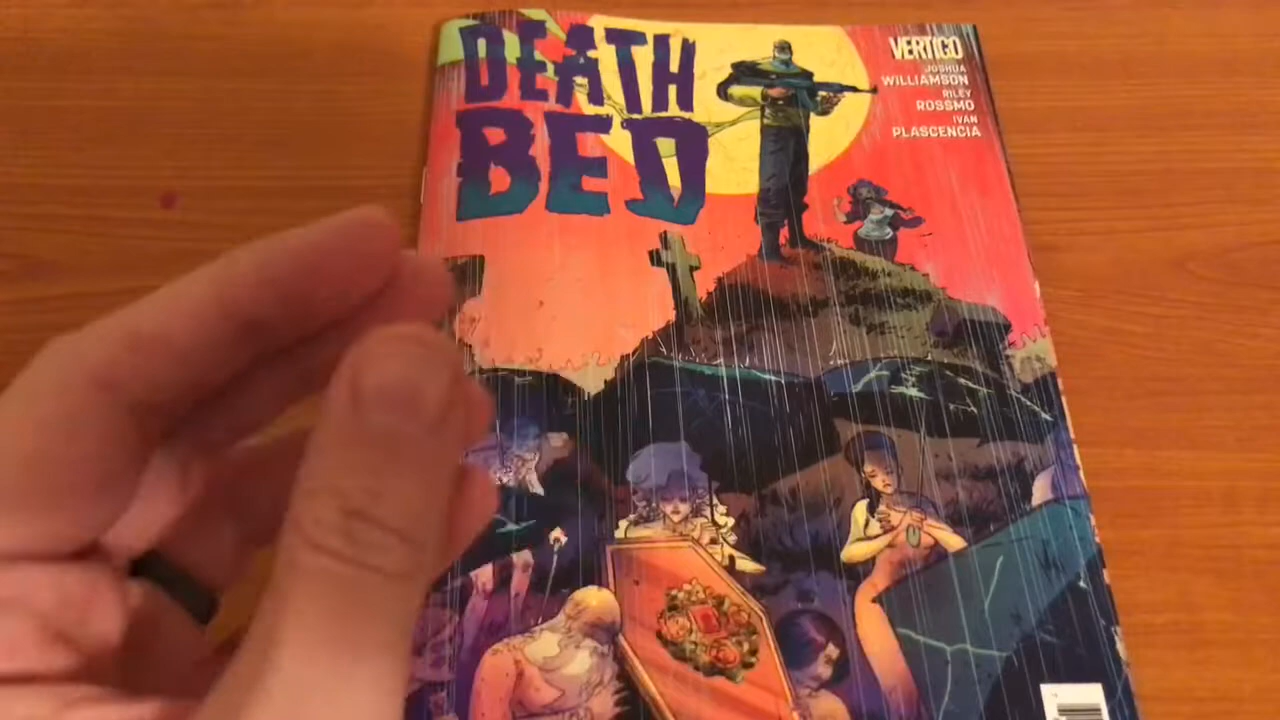 DEATH
BED
VERTIGO
JOSHUA
WILLIAMSON
RILEY
ROSSMO
IVAN
PLASCENCIA